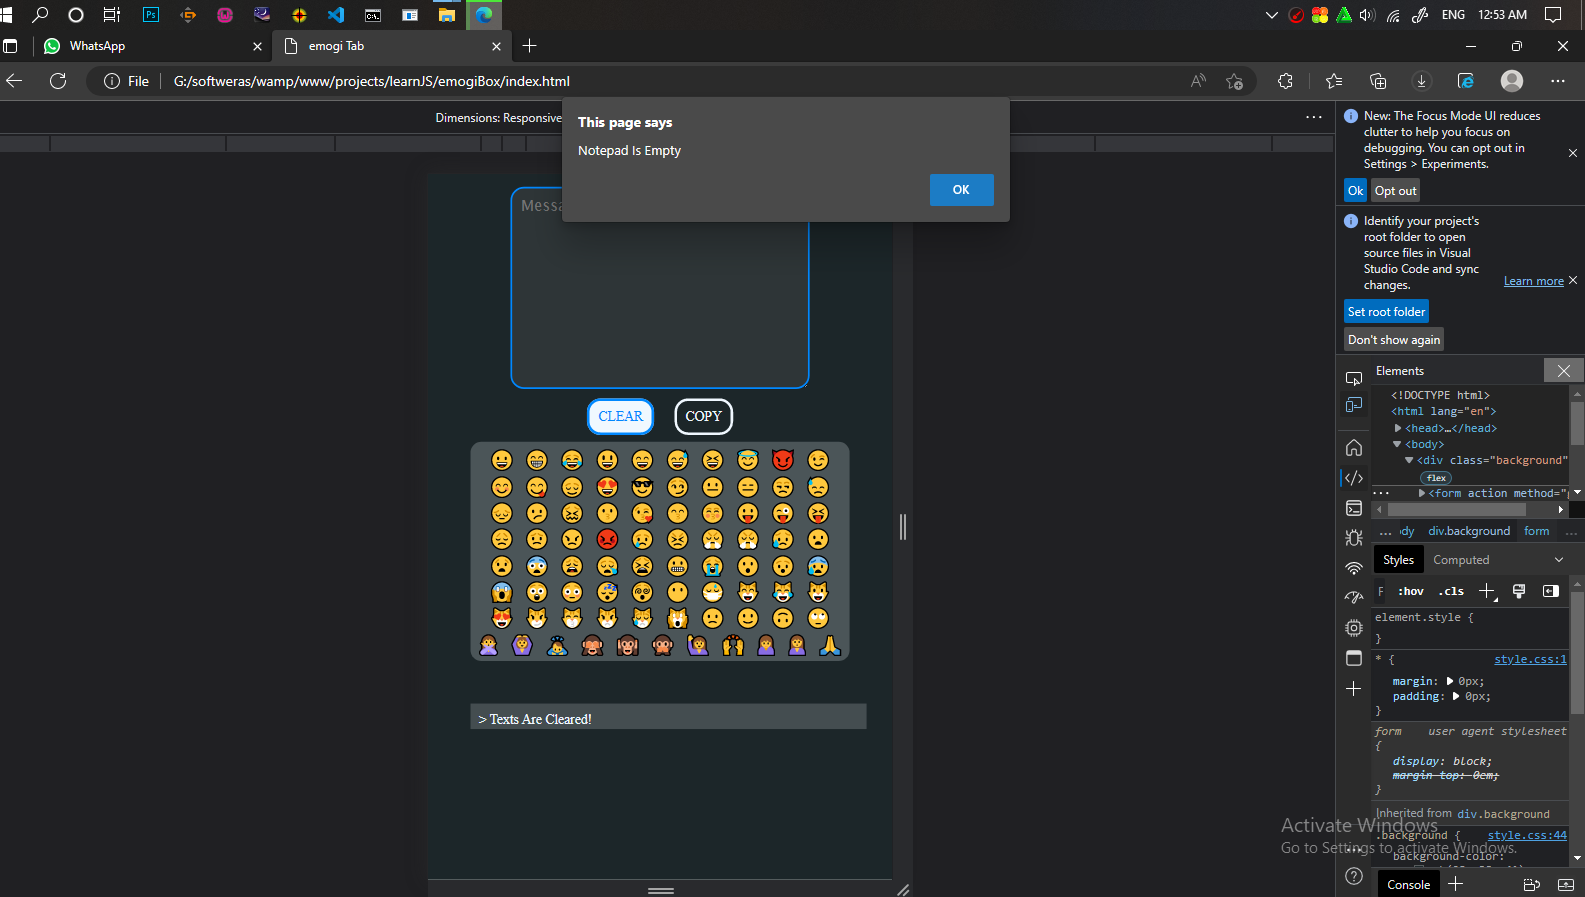 Ps
ENG
12:53 AM
WhatsApp
emogi Tab
File
G:/softweras/wamp/www/projects/learnJS/emogiBox/index.html
Dimensions: Responsive
This page says
Notepad Is Empty
OK
Messa
CLEAR
COPY
> Texts Are Cleared!
New: The Focus Mode UI reduces
clutter to help you focus on
debugging. You can opt out in
Settings > Experiments.
Ok
Opt out
Identify your project's
root folder to open
source files in Visual
Studio Code and sync
changes.
Learn more
Set root folder
Don't show again
Elements
<!DOCTYPE html>
<html lang="en">
<head>…</head>
<body>
<div class="background"
flex
<form action method="
… dy div.background form …
Styles
Computed
F :hov .cls
element.style {
}
* {
style.css:1
margin: 0px;
padding: 0px;
}
form
user agent stylesheet
{
display: block;
margin-top: 0em;
}
Inherited from div.background
.background {
style.css:44
background-color:
Activate Windows
Go to Settings to activate Windows.
Console